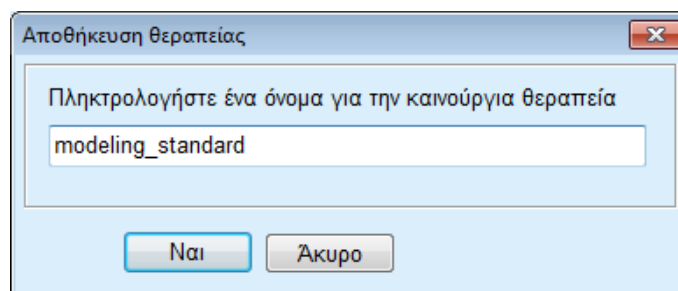 Αποθήκευση θεραπείας
Πληκτρολογήστε ένα όνομα για την καινούργια θεραπεία
modeling_standard
Ναι Άκυρο